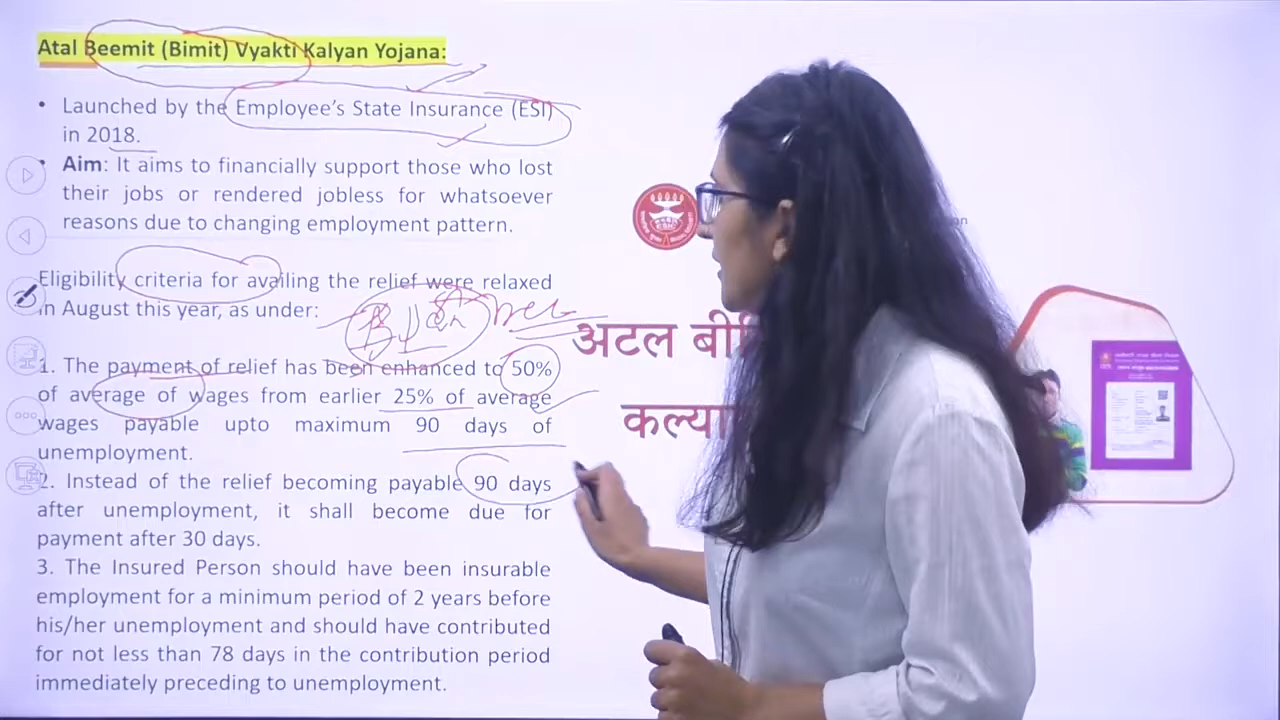 Atal Beemit (Bimit) Vyakti Kalyan Yojana:
• Launched by the Employee's State Insurance (ESI)
in 2018.
• Aim: It aims to financially support those who lost
their jobs or rendered jobless for whatsoever
reasons due to changing employment pattern.
Eligibility criteria for availing the relief were relaxed
in August this year, as under:
1. The payment of relief has been enhanced to 50%
of average of wages from earlier 25% of average
wages payable upto maximum 90 days of
unemployment.
2. Instead of the relief becoming payable 90 days
after unemployment, it shall become due for
payment after 30 days.
3. The Insured Person should have been insurable
employment for a minimum period of 2 years before
his/her unemployment and should have contributed
for not less than 78 days in the contribution period
immediately preceding to unemployment.
अटल